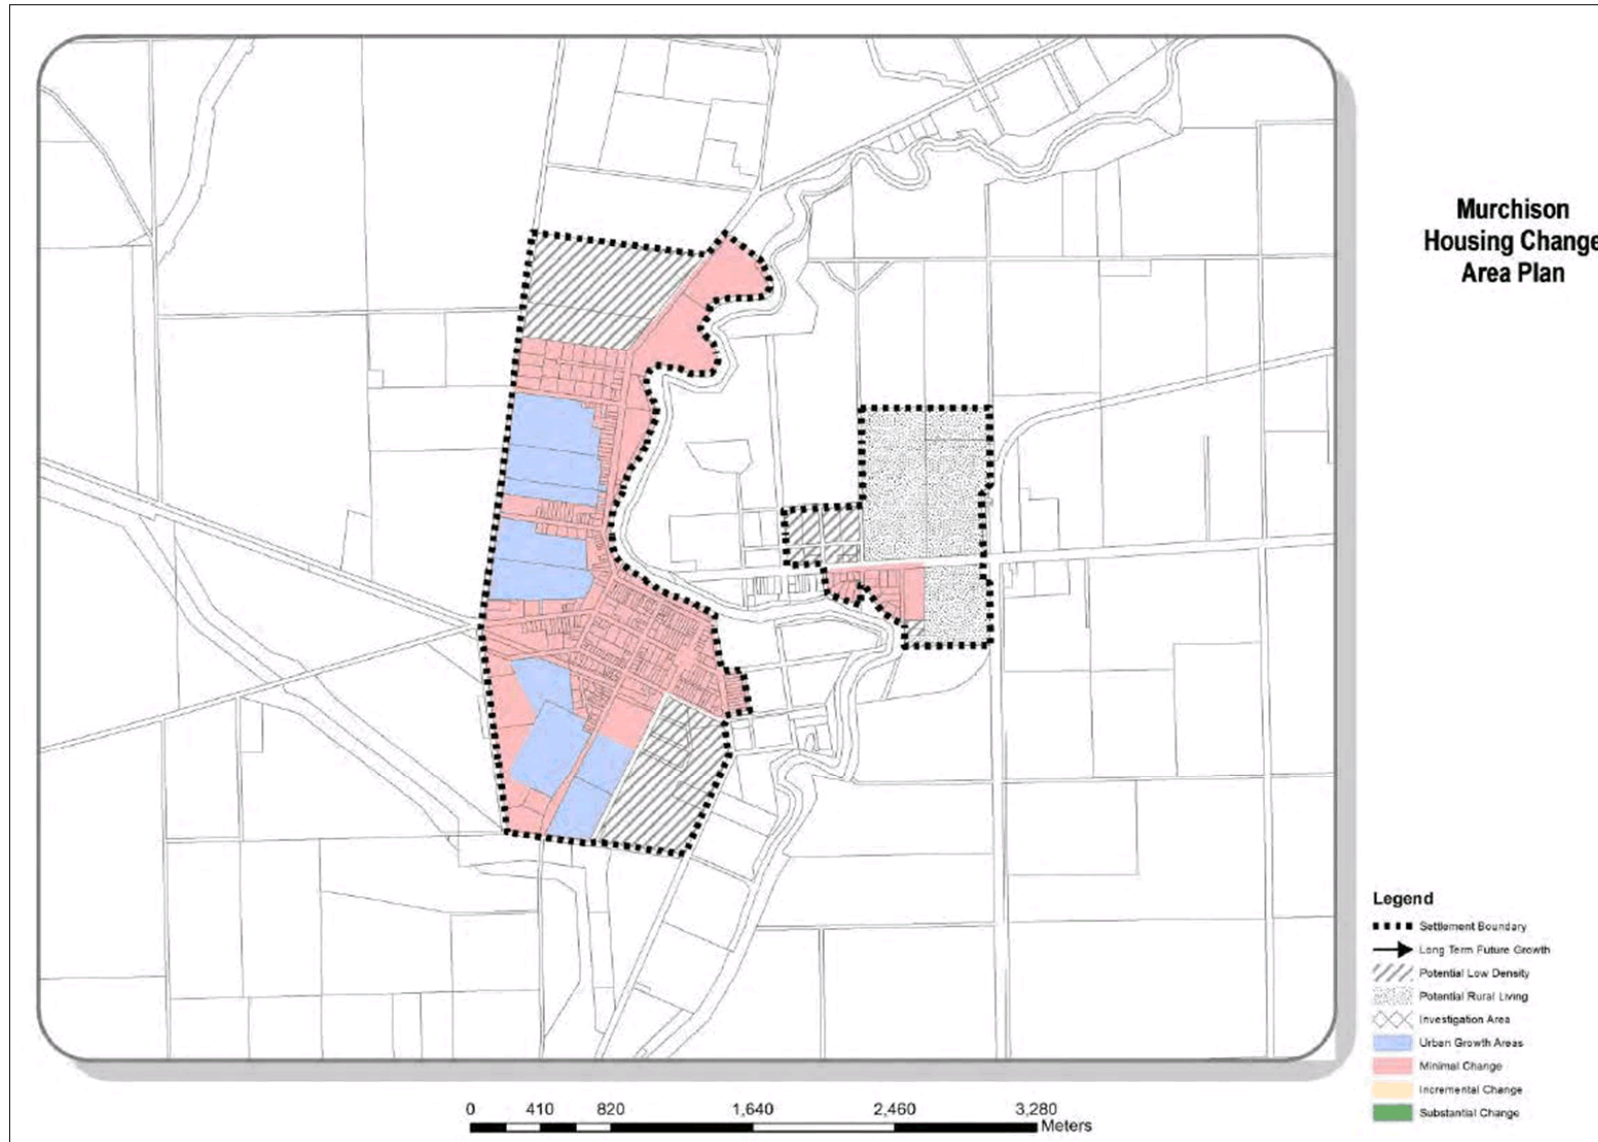 Murchison
Housing Change
Area Plan
Legend
Settlement Boundary
Long Term Future Growth
Potential Low Density
Potential Rural Living
Investigation Area
Urban Growth Areas
Minimal Change
Incremental Change
Substantial Change
0 410 820 1,640 2,460 3,280
Meters